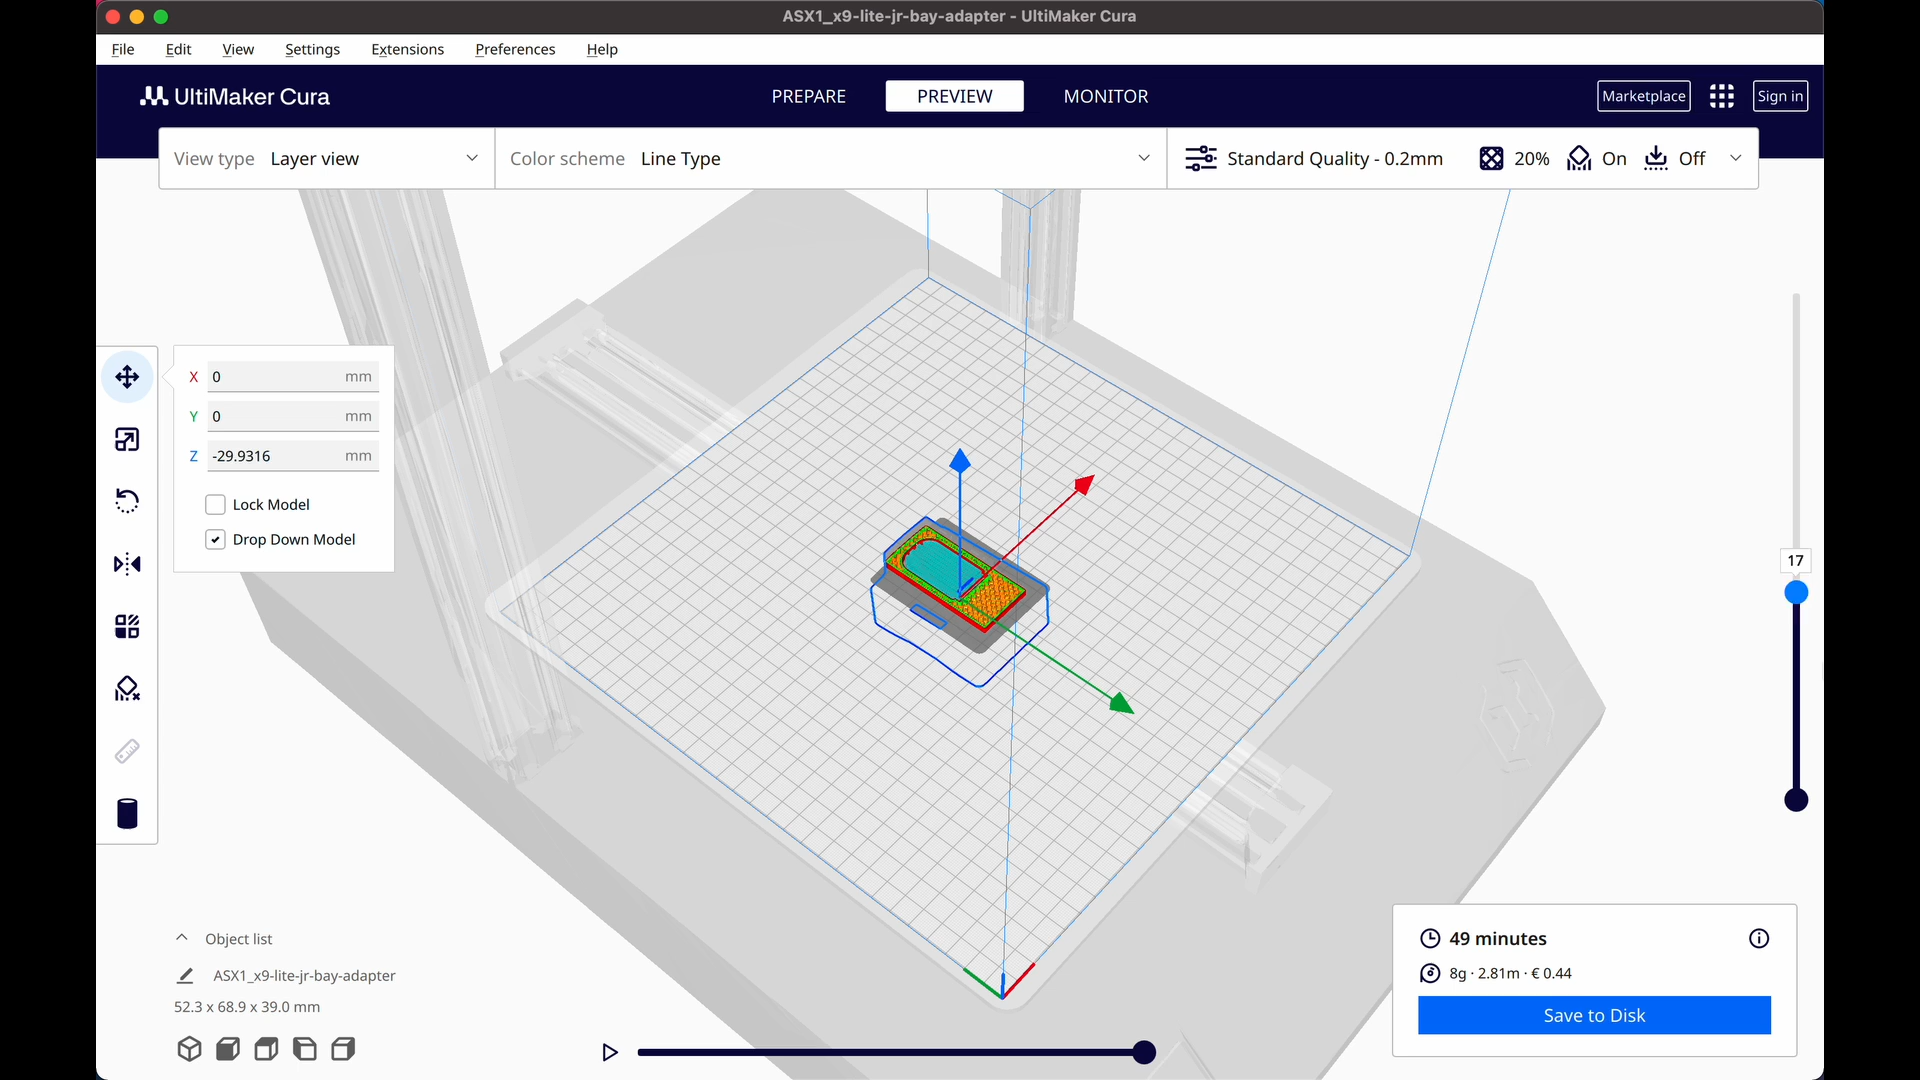 ASX1_x9-lite-jr-bay-adapter - UltiMaker Cura
File Edit View Settings Extensions Preferences Help
UltiMaker Cura PREPARE PREVIEW MONITOR Marketplace Sign in
View type Layer view Color scheme Line Type Standard Quality - 0.2mm 20% On Off
X 0 mm
Y 0 mm
Z -29.9316 mm
Lock Model
Drop Down Model
17
Object list
ASX1_x9-lite-jr-bay-adapter
52.3 x 68.9 x 39.0 mm
49 minutes
8g · 2.81m · € 0.44
Save to Disk